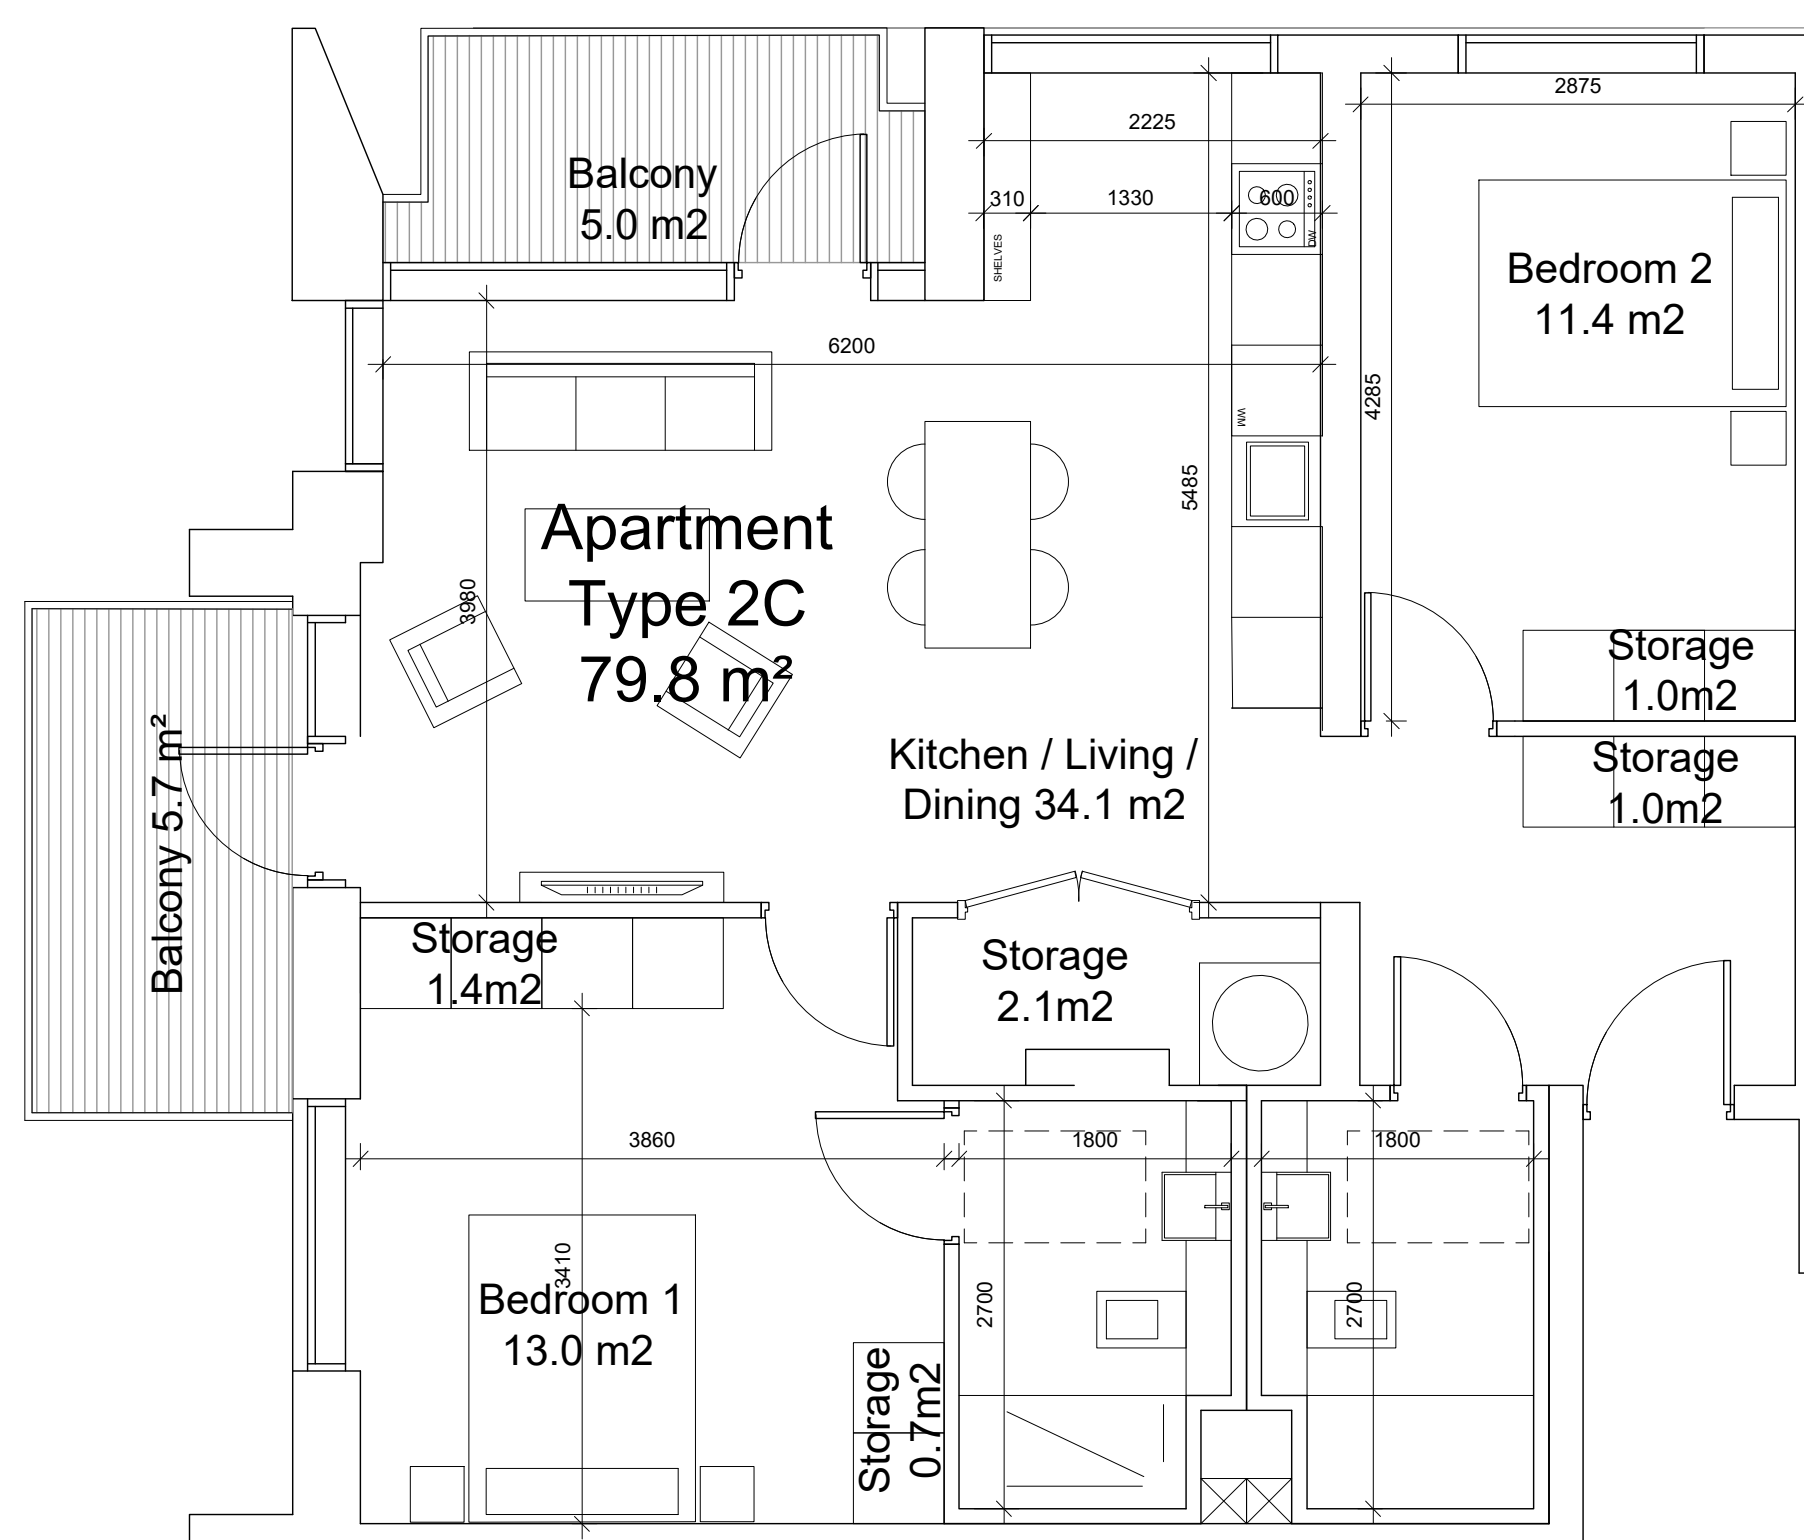 2875
2225
Balcony
5.0 m2
310
1330
600
DW
SHELVES
Bedroom 2
11.4 m2
6200
4285
WM
5485
Apartment
Type 2C
79.8 m²
3980
Storage
1.0m2
Balcony 5.7 m²
Kitchen / Living /
Dining 34.1 m2
Storage
1.0m2
Storage
1.4m2
Storage
2.1m2
3860
1800
1800
3410
Bedroom 1
13.0 m2
2700
2700
Storage
0.7m2